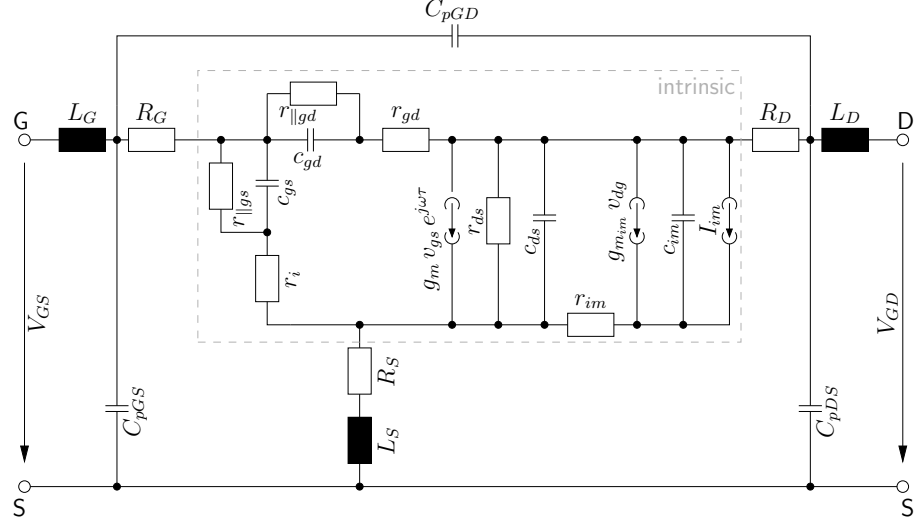 C_{pGD}
intrinsic
G L_G R_G r_{||gd} r_{gd} R_D L_D D
c_{gd}
r_{||gs} c_{gs} g_m v_{gs} e^{jωτ} r_{ds} c_{ds} g_{m_{im}} v_{dg} c_{im} I_{im}
r_i
r_{im}
V_{GS} V_{GD}
R_S
C_{pGS} C_{pDS}
L_S
S S